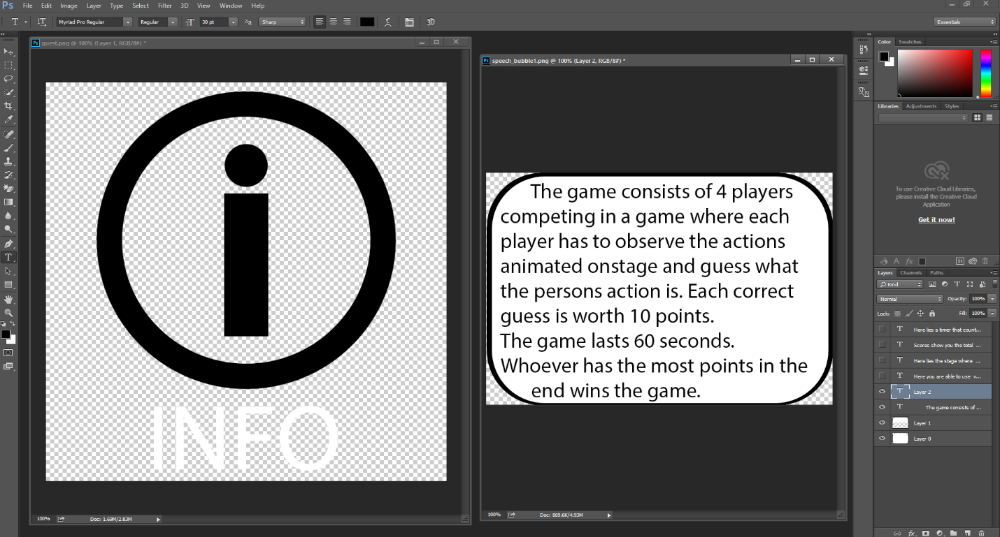 Ps File Edit Image Layer Type Select Filter 3D View Window Help
T Myriad Pro Regular Regular 30 pt aa Sharp 3D Essentials
guest.png @ 100% (Layer 1, RGB/8#) *
INFO
100% Doc: 1.69M/2.83M
speech_bubble1.png @ 100% (Layer 2, RGB/8#) *
The game consists of 4 players
competing in a game where each
player has to observe the actions
animated onstage and guess what
the persons action is. Each correct
guess is worth 10 points.
The game lasts 60 seconds.
Whoever has the most points in the
end wins the game.
100% Doc: 869.6K/4.93M
Color Swatches
Libraries Adjustments Styles
To use Creative Cloud Libraries,
please install the Creative Cloud
Application
Get it now!
Layers Channels Paths
Kind
Normal Opacity: 100%
Lock: Fill: 100%
T Here lies a timer that count...
T Scores show you the total ...
T Here lies the stage where ...
T Here you are able to use v...
T Layer 2
T The game consists of ...
Layer 1
Layer 0
fx